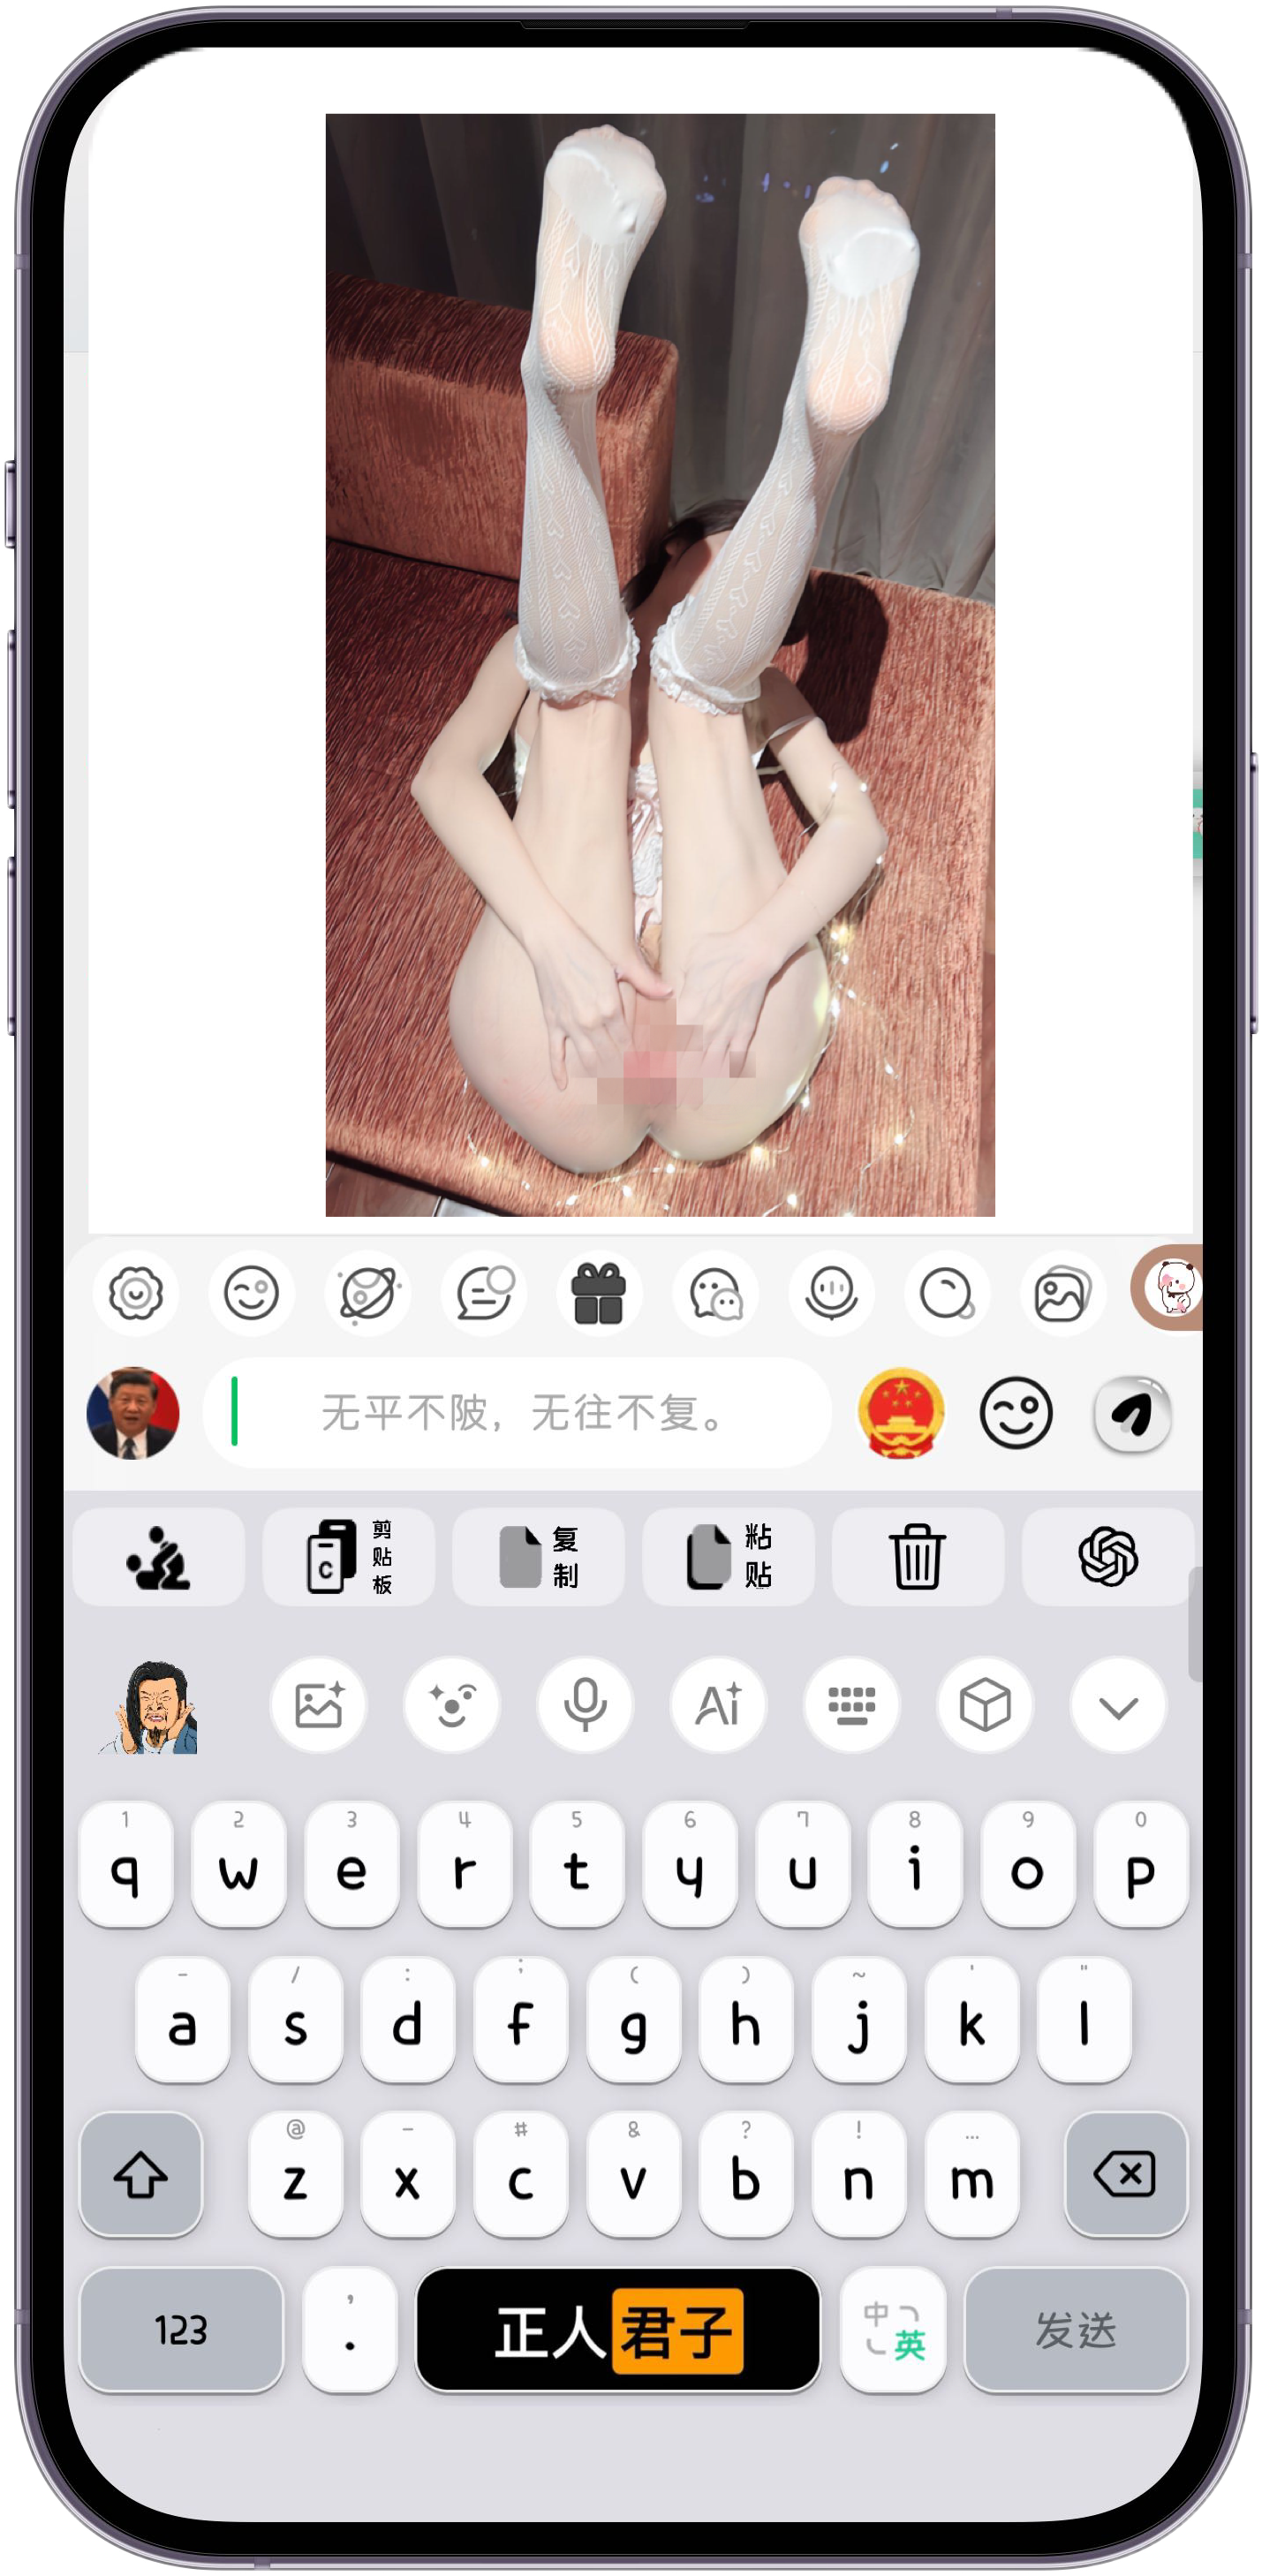 无平不陂，无往不复。
剪贴板
C
复制
粘贴
Ai
1 2 3 4 5 6 7 8 9 0
q w e r t y u i o p
- / : ; ( ) ~ ' "
a s d f g h j k l
@ - # & ? ! ...
z x c v b n m
123 , . 正人君子 中 英 发送